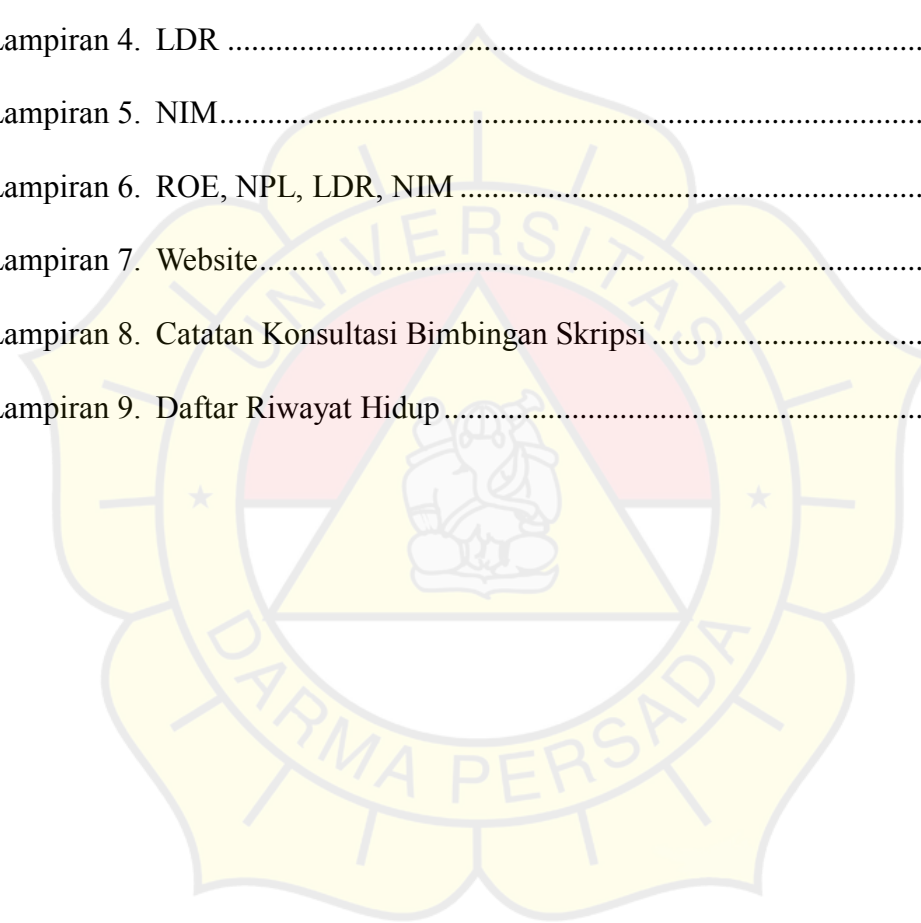 Lampiran 4. LDR ........................................................................................
Lampiran 5. NIM.........................................................................................
Lampiran 6. ROE, NPL, LDR, NIM ..........................................................
Lampiran 7. Website....................................................................................
Lampiran 8. Catatan Konsultasi Bimbingan Skripsi ..................................
Lampiran 9. Daftar Riwayat Hidup .............................................................
UNIVERSITAS
DARMA PERSADA